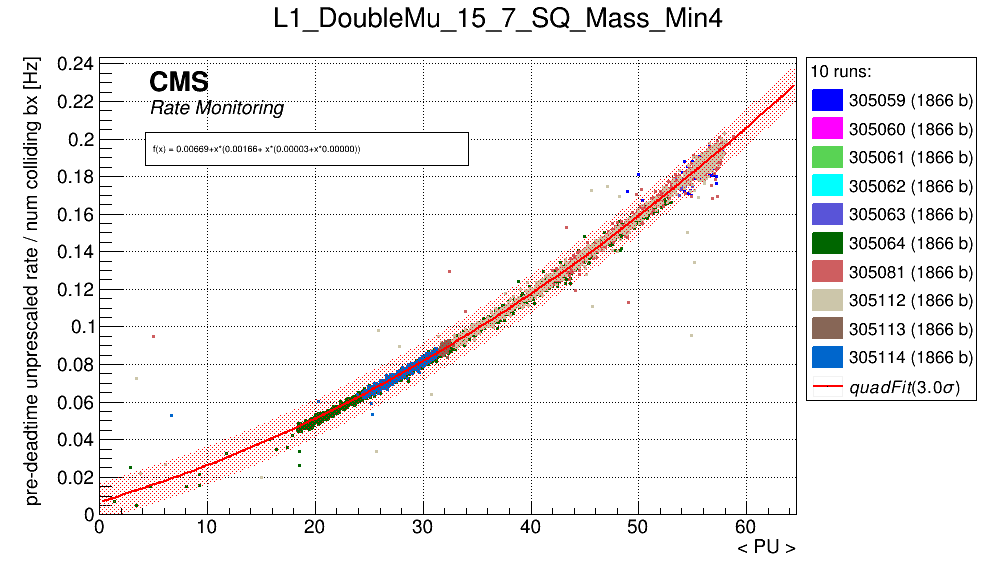 L1_DoubleMu_15_7_SQ_Mass_Min4
pre-deadtime unprescaled rate / num colliding bx [Hz]
0.24
0.22
0.2
0.18
0.16
0.14
0.12
0.1
0.08
0.06
0.04
0.02
0
CMS
Rate Monitoring
f(x) = 0.00669+x*(0.00166+ x*(0.00003+x*0.00000))
0 10 20 30 40 50 60
< PU >
10 runs:
305059 (1866 b)
305060 (1866 b)
305061 (1866 b)
305062 (1866 b)
305063 (1866 b)
305064 (1866 b)
305081 (1866 b)
305112 (1866 b)
305113 (1866 b)
305114 (1866 b)
quadFit(3.0σ)